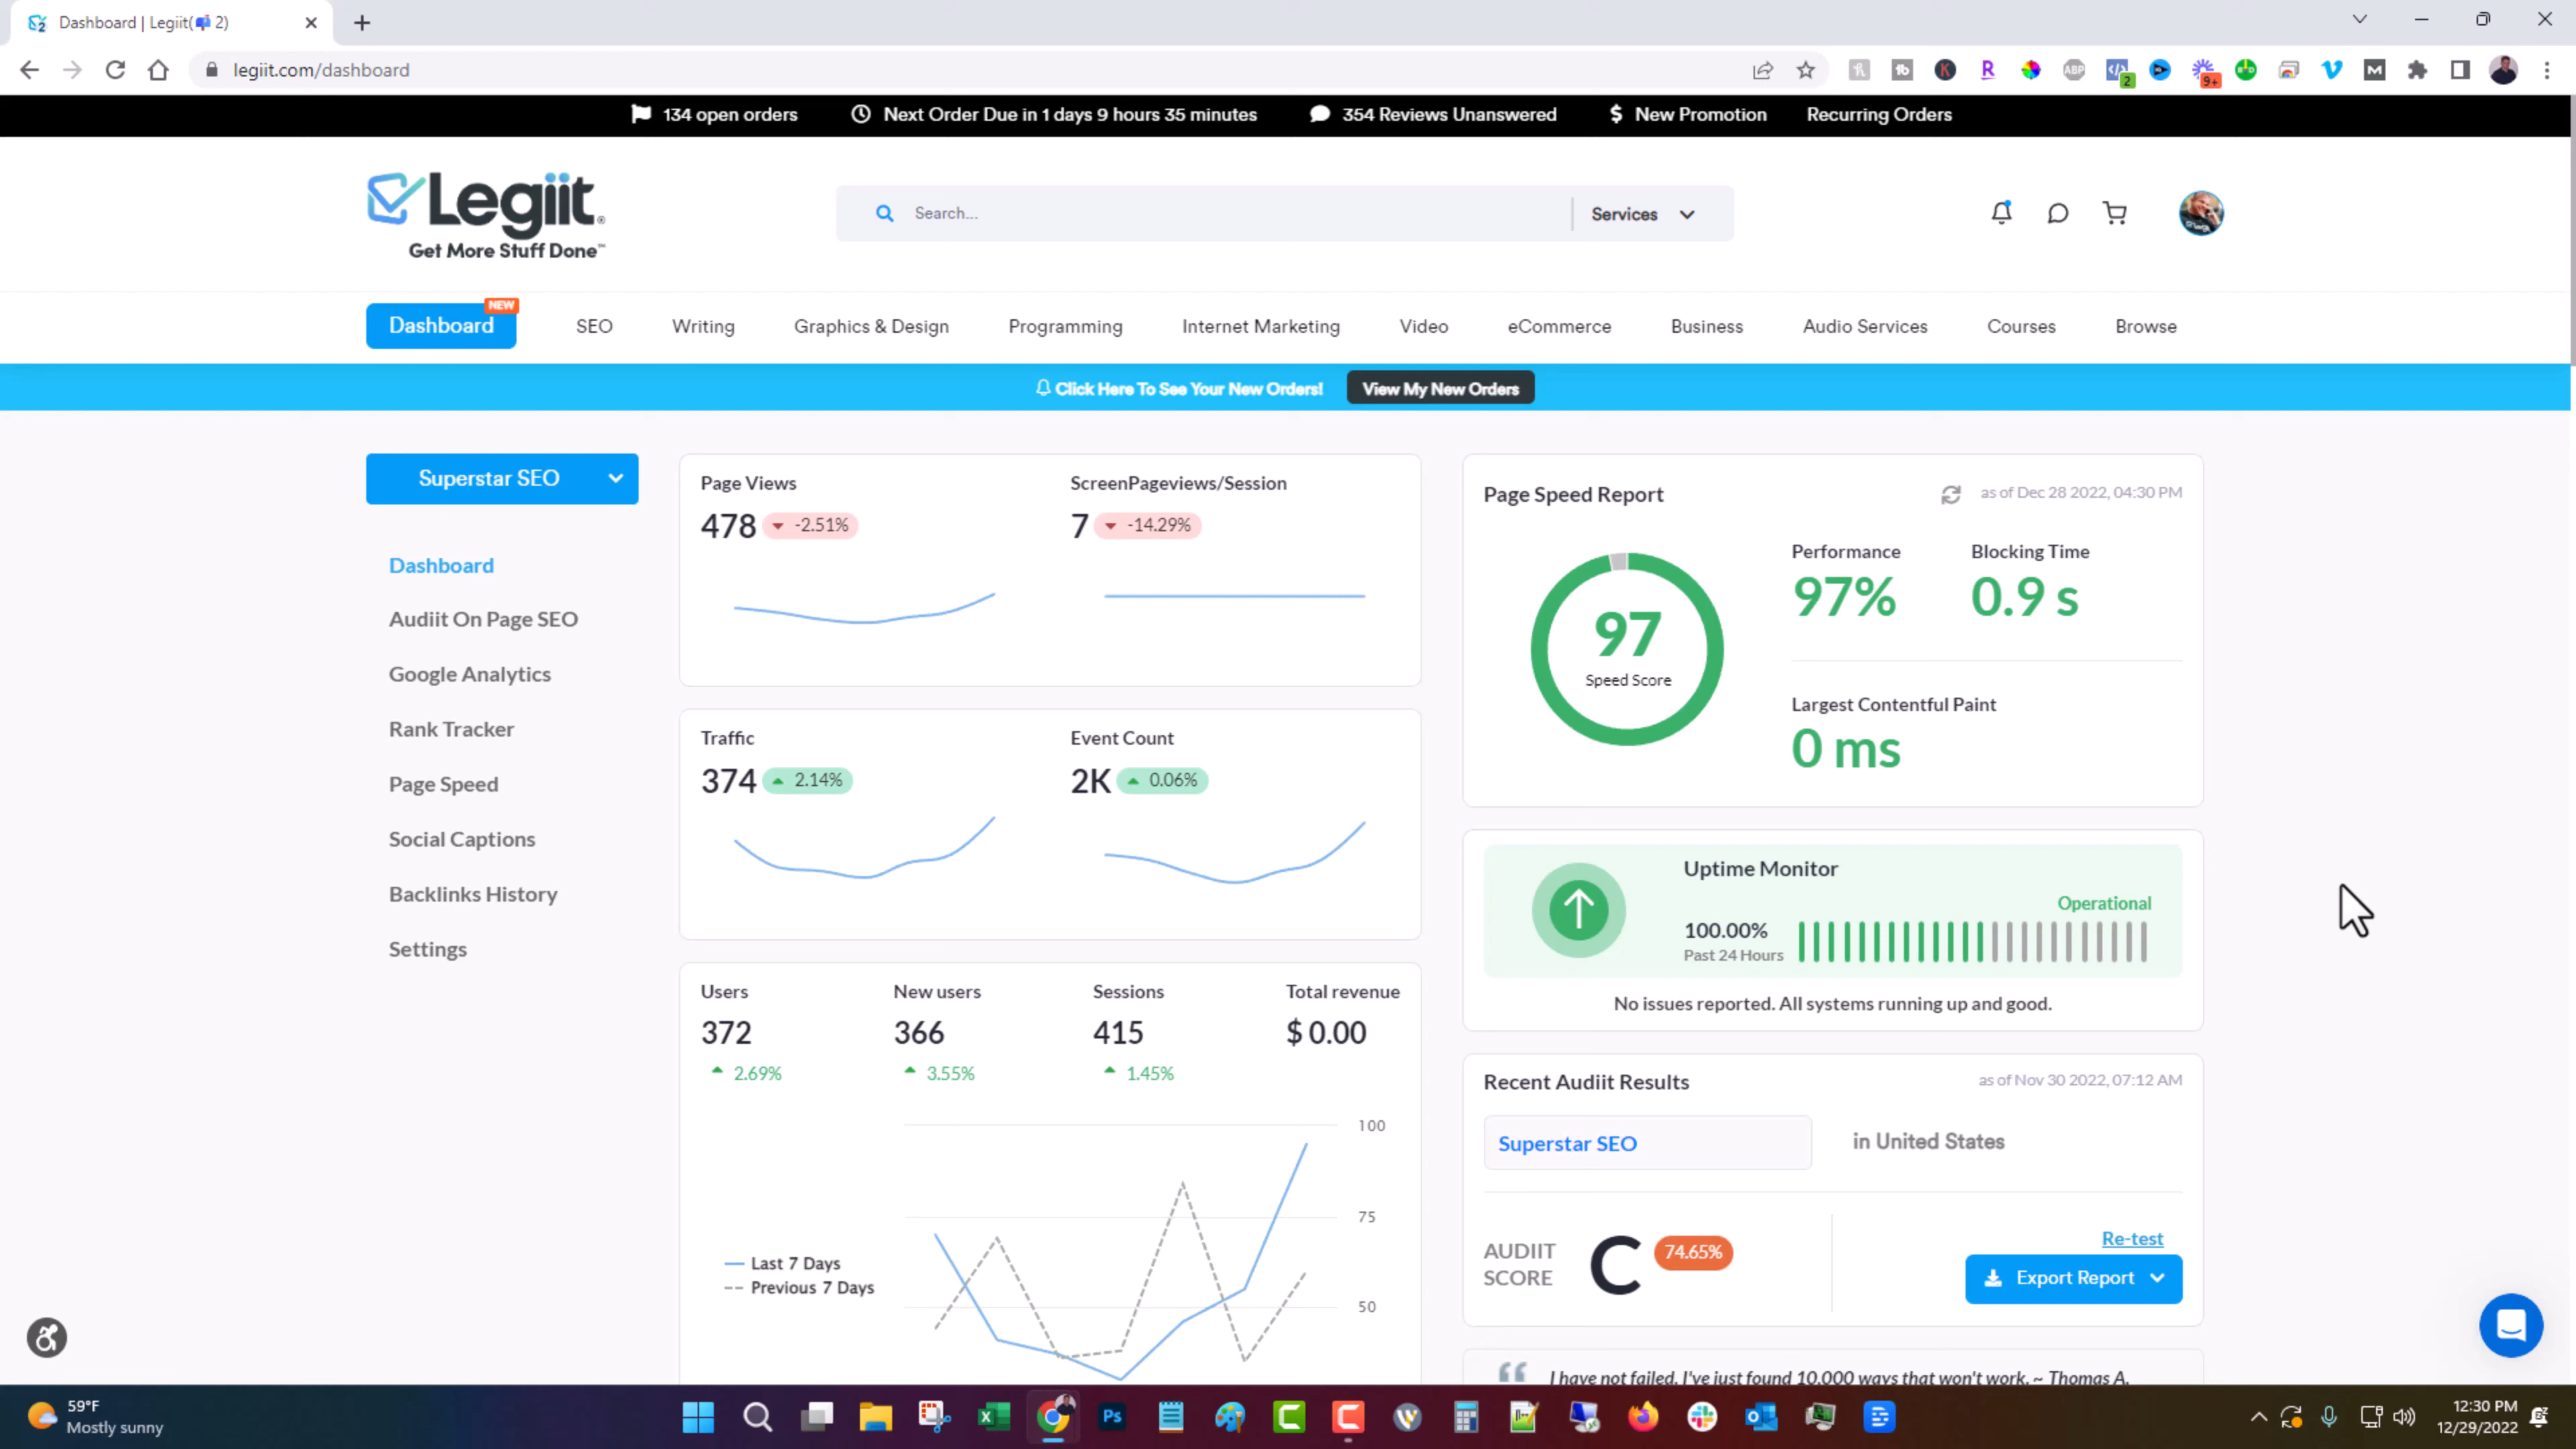 Dashboard | Legiit(📬 2)
legiit.com/dashboard
134 open orders
Next Order Due in 1 days 9 hours 35 minutes
354 Reviews Unanswered
$ New Promotion
Recurring Orders
Legiit®
Get More Stuff Done™
Search...
Services
Dashboard
NEW
SEO
Writing
Graphics & Design
Programming
Internet Marketing
Video
eCommerce
Business
Audio Services
Courses
Browse
Click Here To See Your New Orders!
View My New Orders
Superstar SEO
Dashboard
Audiit On Page SEO
Google Analytics
Rank Tracker
Page Speed
Social Captions
Backlinks History
Settings
Page Views
478 -2.51%
ScreenPageviews/Session
7 -14.29%
Traffic
374 2.14%
Event Count
2K 0.06%
Users
372
2.69%
New users
366
3.55%
Sessions
415
1.45%
Total revenue
$ 0.00
100
75
50
Last 7 Days
Previous 7 Days
Page Speed Report
as of Dec 28 2022, 04:30 PM
97
Speed Score
Performance
97%
Blocking Time
0.9 s
Largest Contentful Paint
0 ms
Uptime Monitor
Operational
100.00%
Past 24 Hours
No issues reported. All systems running up and good.
Recent Audiit Results
as of Nov 30 2022, 07:12 AM
Superstar SEO
in United States
AUDIIT
SCORE
C
74.65%
Re-test
Export Report
I have not failed. I've just found 10,000 ways that won't work. ~ Thomas A.
59°F
Mostly sunny
12:30 PM
12/29/2022